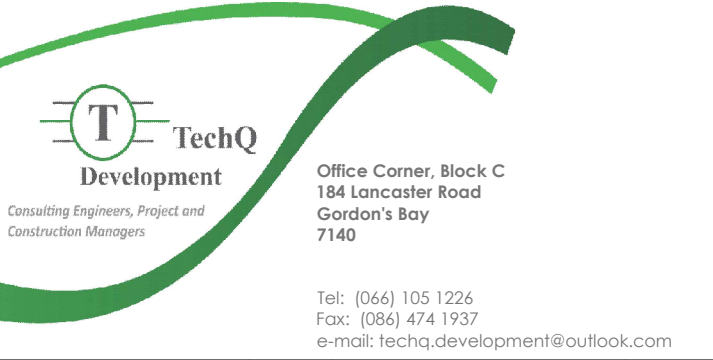 T
TechQ
Development
Consulting Engineers, Project and
Construction Managers
Office Corner, Block C
184 Lancaster Road
Gordon's Bay
7140
Tel:  (066) 105 1226
Fax:  (086) 474 1937
e-mail: techq.development@outlook.com